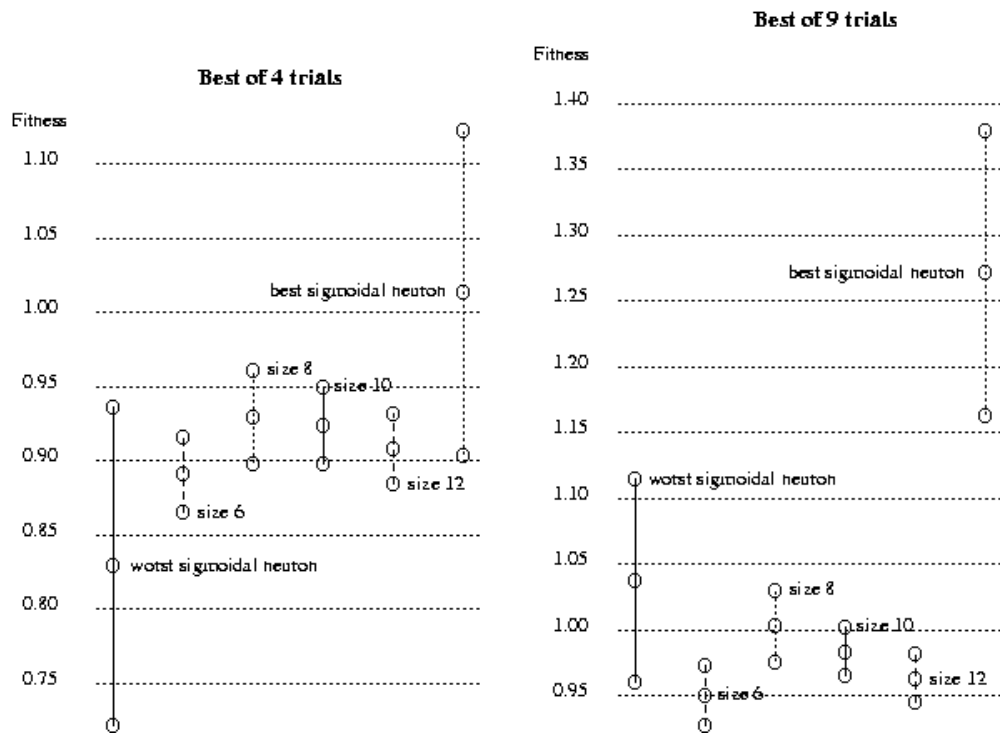 Best of 4 trials
Fitness
1.10
1.05
best sigmoidal neuron
1.00
size 8
0.95
size 10
0.90
size 12
size 6
0.85
worst sigmoidal neuron
0.80
0.75
Best of 9 trials
Fitness
1.40
1.35
1.30
best sigmoidal neuron
1.25
1.20
1.15
worst sigmoidal neuron
1.10
1.05
size 8
1.00
size 10
size 12
0.95
size 6